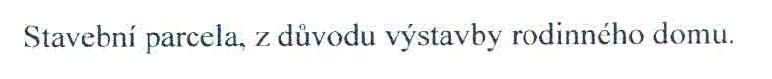 Stavební parcela, z důvodu výstavby rodinného domu.